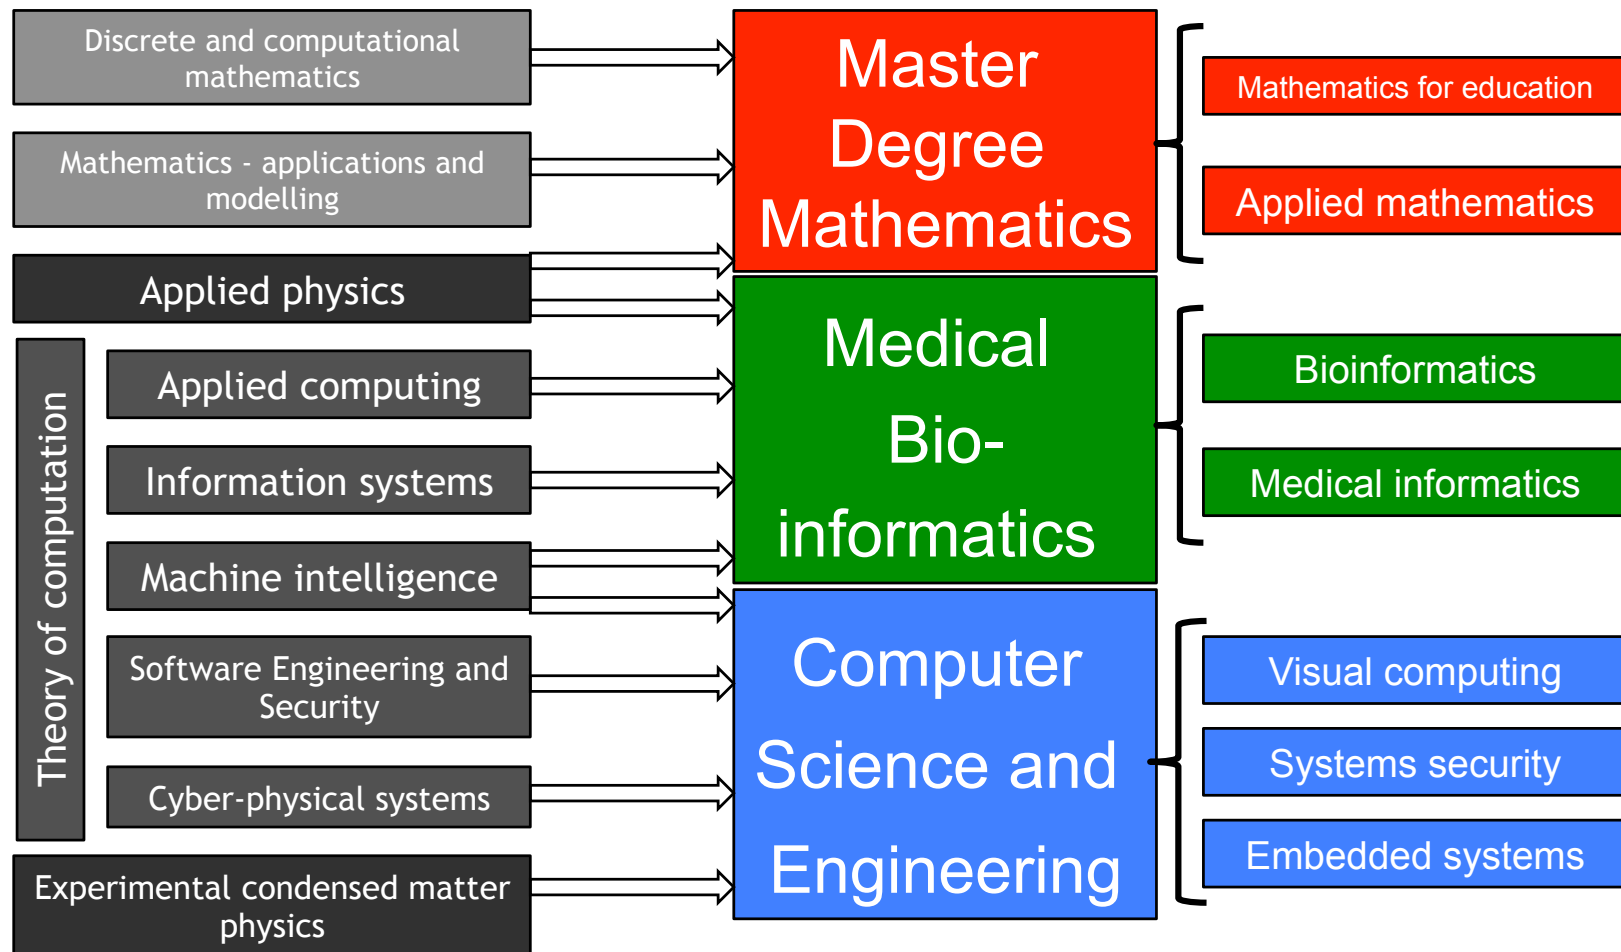 Discrete and computational
mathematics
Mathematics - applications and
modelling
Applied physics
Theory of computation
Applied computing
Information systems
Machine intelligence
Software Engineering and
Security
Cyber-physical systems
Experimental condensed matter
physics
Master
Degree
Mathematics
Medical
Bio-
informatics
Computer
Science and
Engineering
Mathematics for education
Applied mathematics
Bioinformatics
Medical informatics
Visual computing
Systems security
Embedded systems